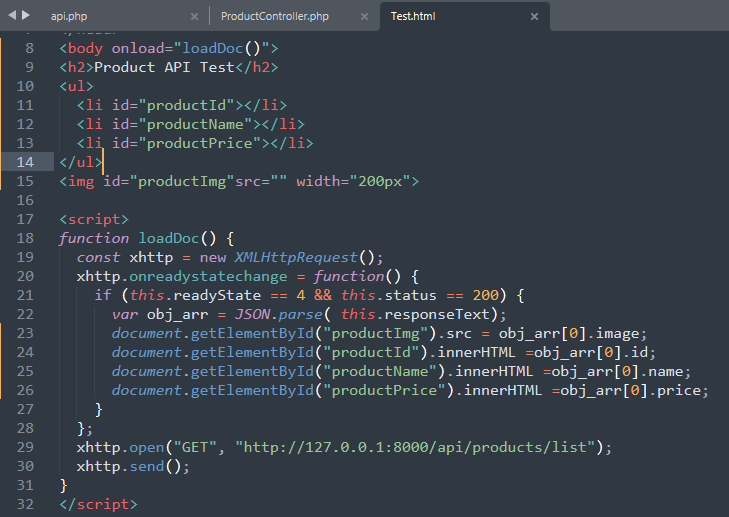 api.php × ProductController.php × Test.html ×
8 <body onload="loadDoc()">
9 <h2>Product API Test</h2>
10 <ul>
11 <li id="productId"></li>
12 <li id="productName"></li>
13 <li id="productPrice"></li>
14 </ul>
15 <img id="productImg"src="" width="200px">
16
17 <script>
18 function loadDoc() {
19 const xhttp = new XMLHttpRequest();
20 xhttp.onreadystatechange = function() {
21 if (this.readyState == 4 && this.status == 200) {
22 var obj_arr = JSON.parse( this.responseText);
23 document.getElementById("productImg").src = obj_arr[0].image;
24 document.getElementById("productId").innerHTML =obj_arr[0].id;
25 document.getElementById("productName").innerHTML =obj_arr[0].name;
26 document.getElementById("productPrice").innerHTML =obj_arr[0].price;
27 }
28 };
29 xhttp.open("GET", "http://127.0.0.1:8000/api/products/list");
30 xhttp.send();
31 }
32 </script>